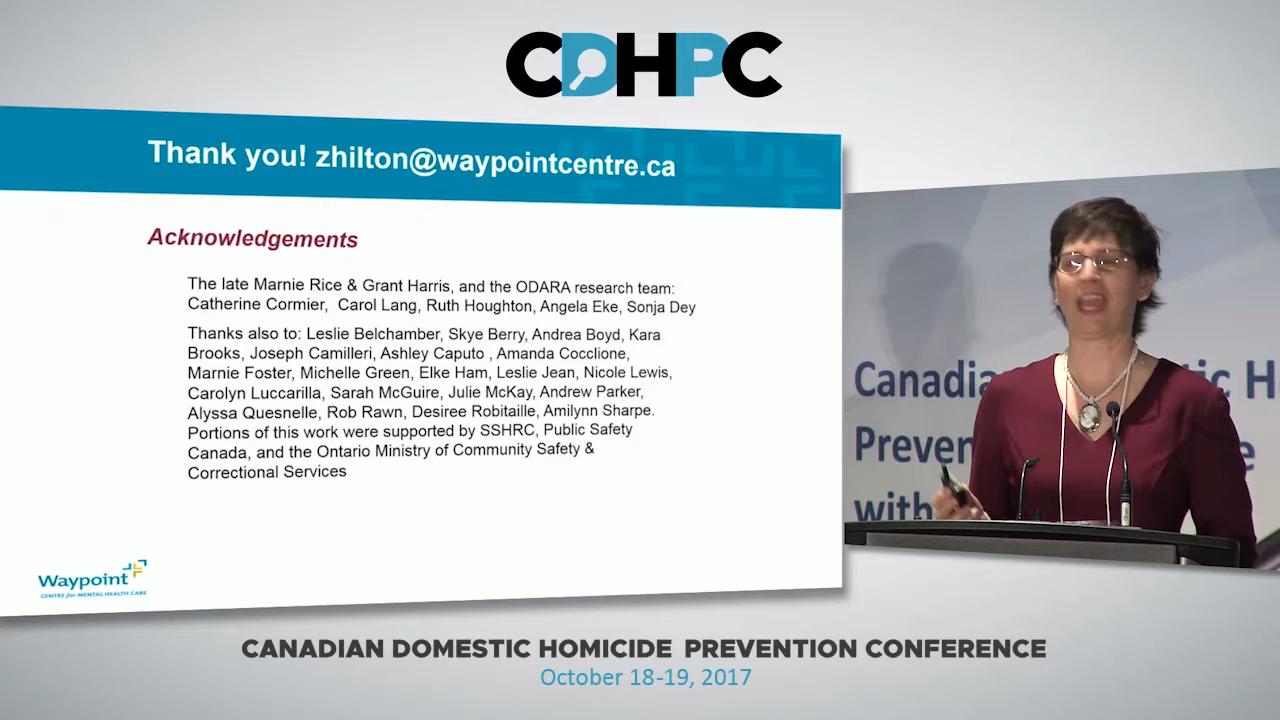 CDHPC
Thank you! zhilton@waypointcentre.ca
Acknowledgements
The late Marnie Rice & Grant Harris, and the ODARA research team:
Catherine Cormier, Carol Lang, Ruth Houghton, Angela Eke, Sonja Dey
Thanks also to: Leslie Belchamber, Skye Berry, Andrea Boyd, Kara
Brooks, Joseph Camilleri, Ashley Caputo , Amanda Cocclione,
Marnie Foster, Michelle Green, Elke Ham, Leslie Jean, Nicole Lewis,
Carolyn Luccarilla, Sarah McGuire, Julie McKay, Andrew Parker,
Alyssa Quesnelle, Rob Rawn, Desiree Robitaille, Amilynn Sharpe.
Portions of this work were supported by SSHRC, Public Safety
Canada, and the Ontario Ministry of Community Safety &
Correctional Services
Waypoint
CENTRE for MENTAL HEALTH CARE
Canadia tic H
Preven e
with
CANADIAN DOMESTIC HOMICIDE PREVENTION CONFERENCE
October 18-19, 2017